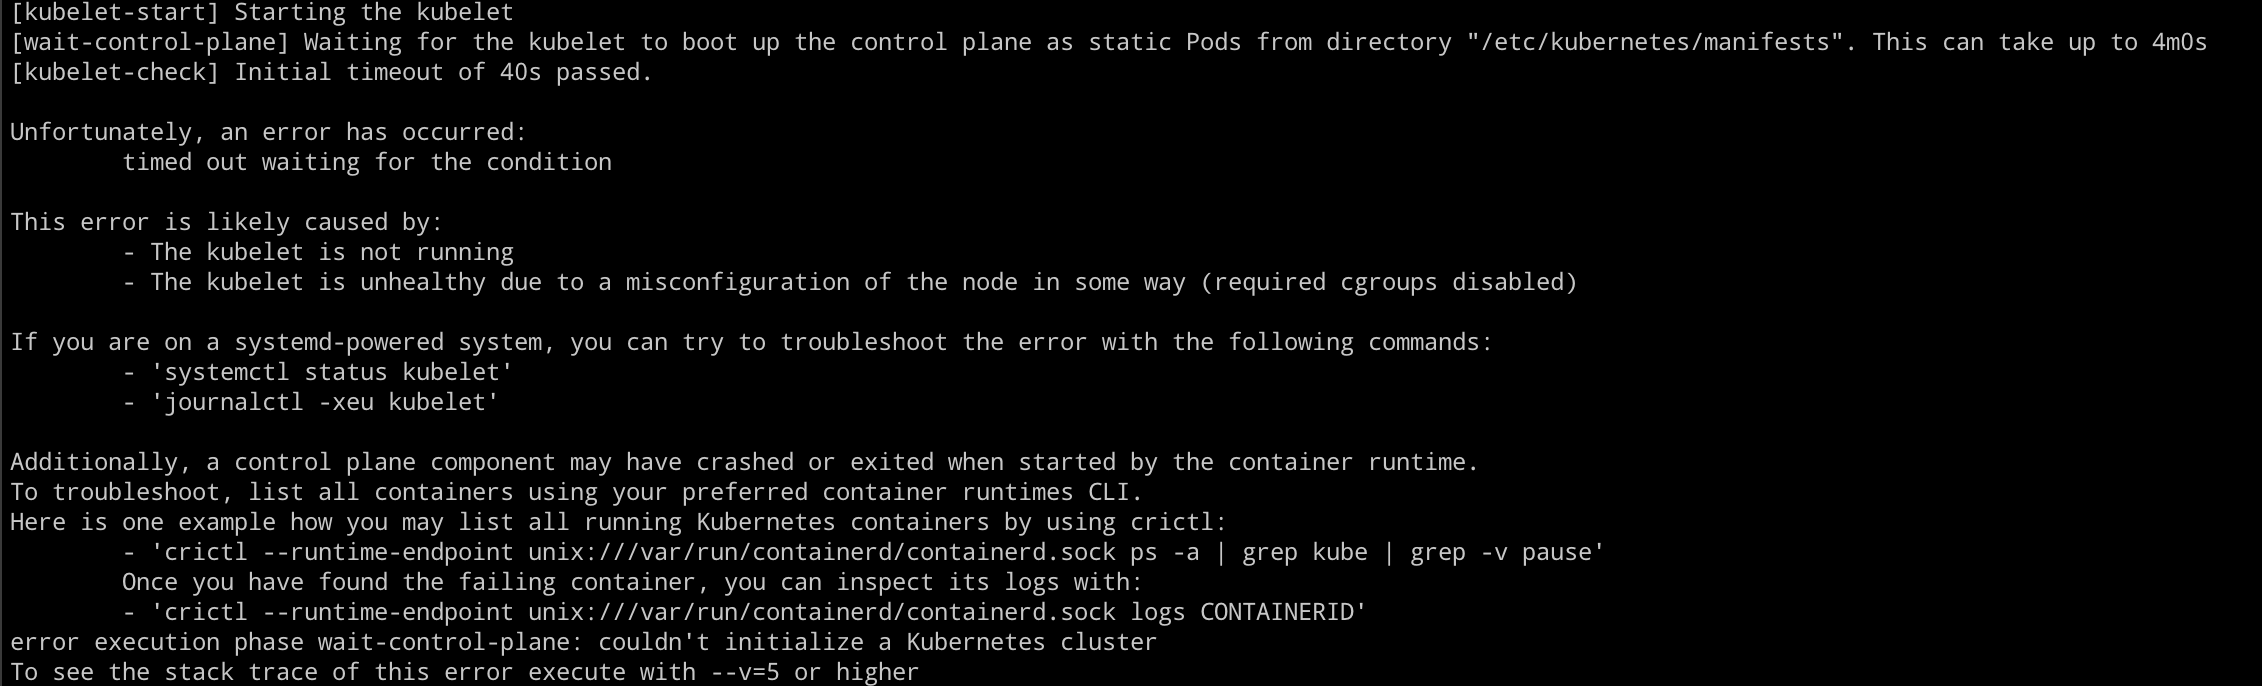 [kubelet-start] Starting the kubelet
[wait-control-plane] Waiting for the kubelet to boot up the control plane as static Pods from directory "/etc/kubernetes/manifests". This can take up to 4m0s
[kubelet-check] Initial timeout of 40s passed.

Unfortunately, an error has occurred:
        timed out waiting for the condition

This error is likely caused by:
        - The kubelet is not running
        - The kubelet is unhealthy due to a misconfiguration of the node in some way (required cgroups disabled)

If you are on a systemd-powered system, you can try to troubleshoot the error with the following commands:
        - 'systemctl status kubelet'
        - 'journalctl -xeu kubelet'

Additionally, a control plane component may have crashed or exited when started by the container runtime.
To troubleshoot, list all containers using your preferred container runtimes CLI.
Here is one example how you may list all running Kubernetes containers by using crictl:
        - 'crictl --runtime-endpoint unix:///var/run/containerd/containerd.sock ps -a | grep kube | grep -v pause'
        Once you have found the failing container, you can inspect its logs with:
        - 'crictl --runtime-endpoint unix:///var/run/containerd/containerd.sock logs CONTAINERID'
error execution phase wait-control-plane: couldn't initialize a Kubernetes cluster
To see the stack trace of this error execute with --v=5 or higher